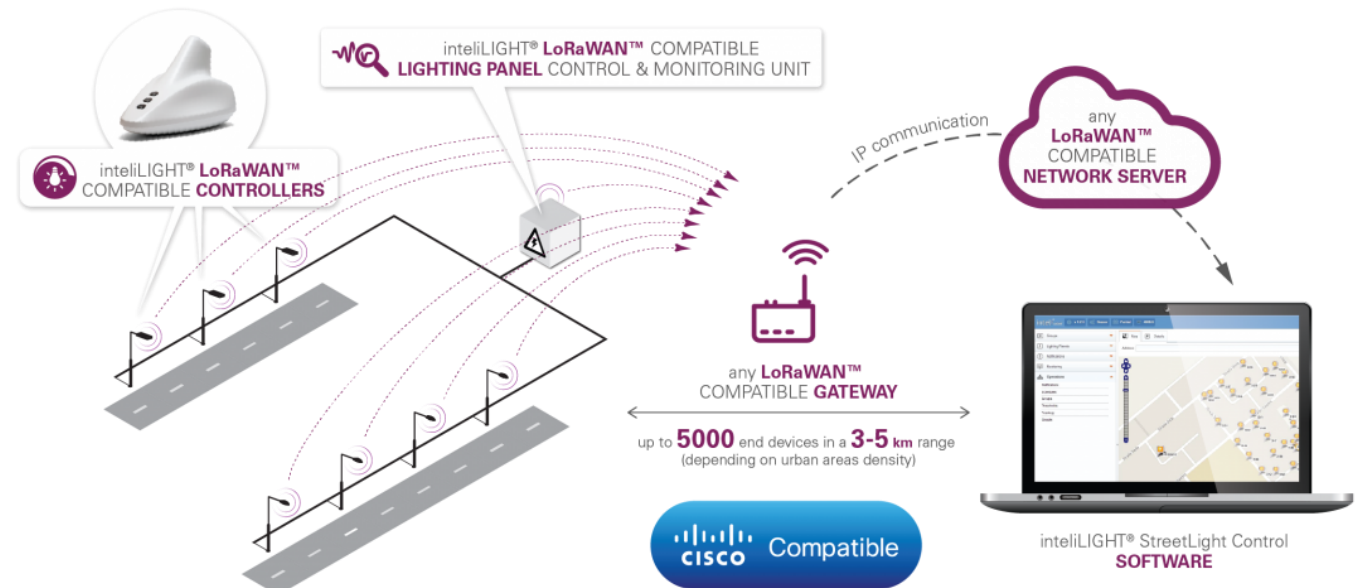 inteliLIGHT® LoRaWAN™
COMPATIBLE CONTROLLERS
inteliLIGHT® LoRaWAN™ COMPATIBLE
LIGHTING PANEL CONTROL & MONITORING UNIT
IP communication
any
LoRaWAN™
COMPATIBLE
NETWORK SERVER
any LoRaWAN™
COMPATIBLE GATEWAY
up to 5000 end devices in a 3-5 km range
(depending on urban areas density)
CISCO Compatible
inteliLIGHT® StreetLight Control
SOFTWARE